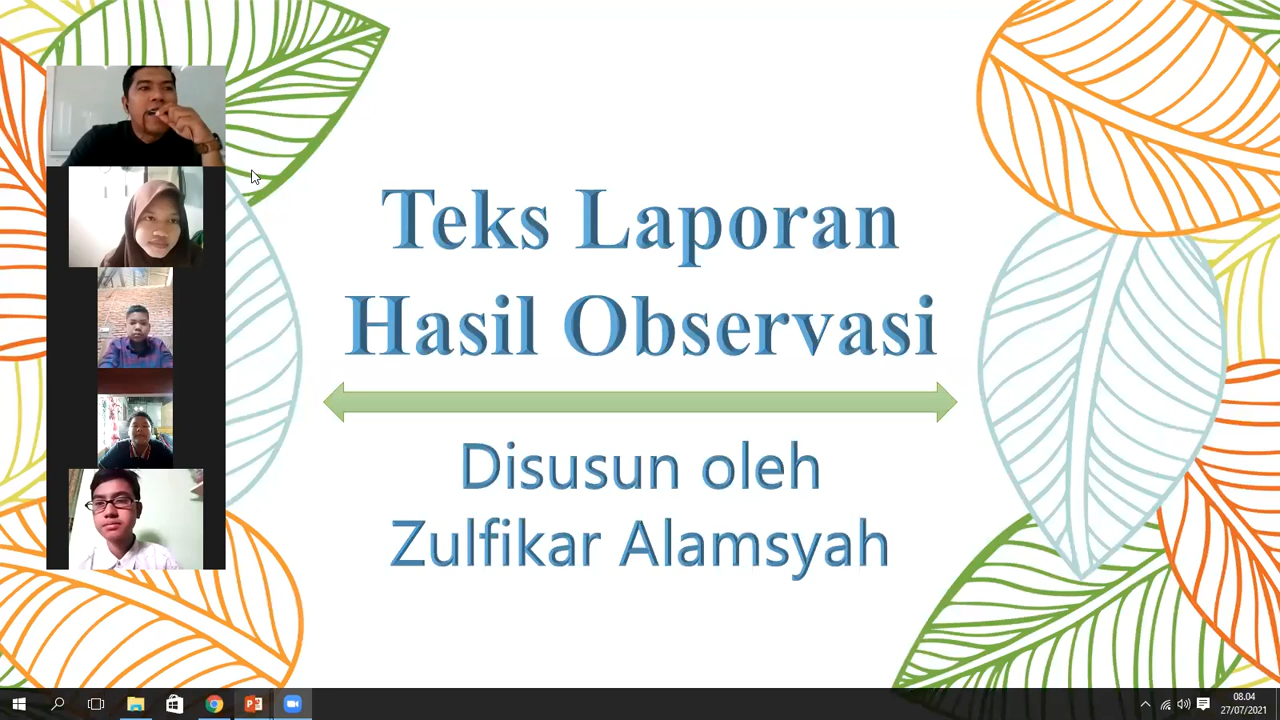 Teks Laporan
Hasil Observasi
Disusun oleh
Zulfikar Alamsyah
08.04
27/07/2021